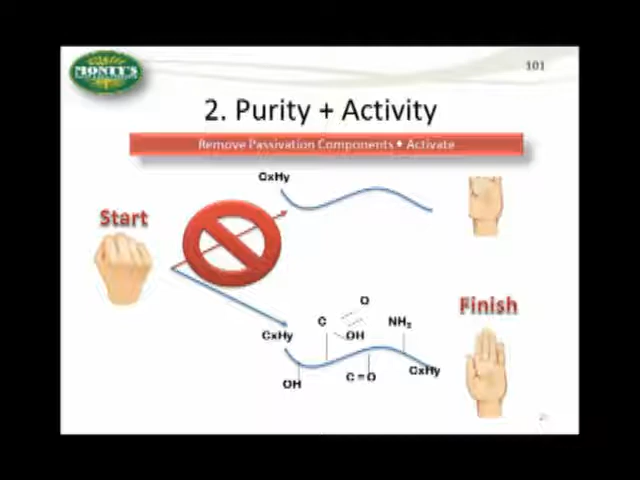 MONTY'S
101
2. Purity + Activity
Remove Passivation Components • Activate
CxHy
Start
Finish
O
C
NH2
CxHy
OH
CxHy
C=O
OH